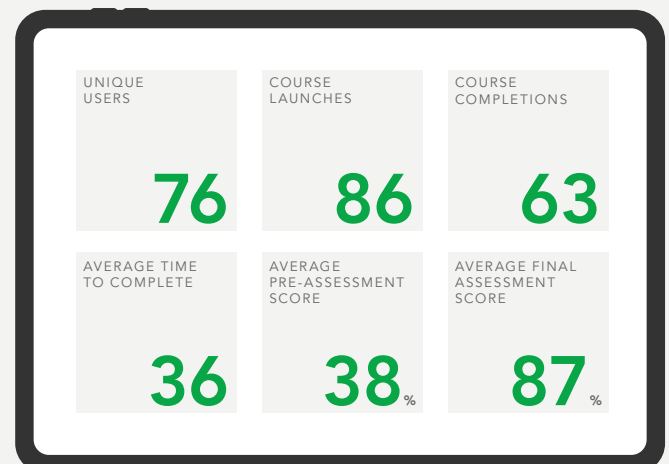 UNIQUE
USERS
76
COURSE
LAUNCHES
86
COURSE
COMPLETIONS
63
AVERAGE TIME
TO COMPLETE
36
AVERAGE
PRE-ASSESSMENT
SCORE
38%
AVERAGE FINAL
ASSESSMENT
SCORE
87%